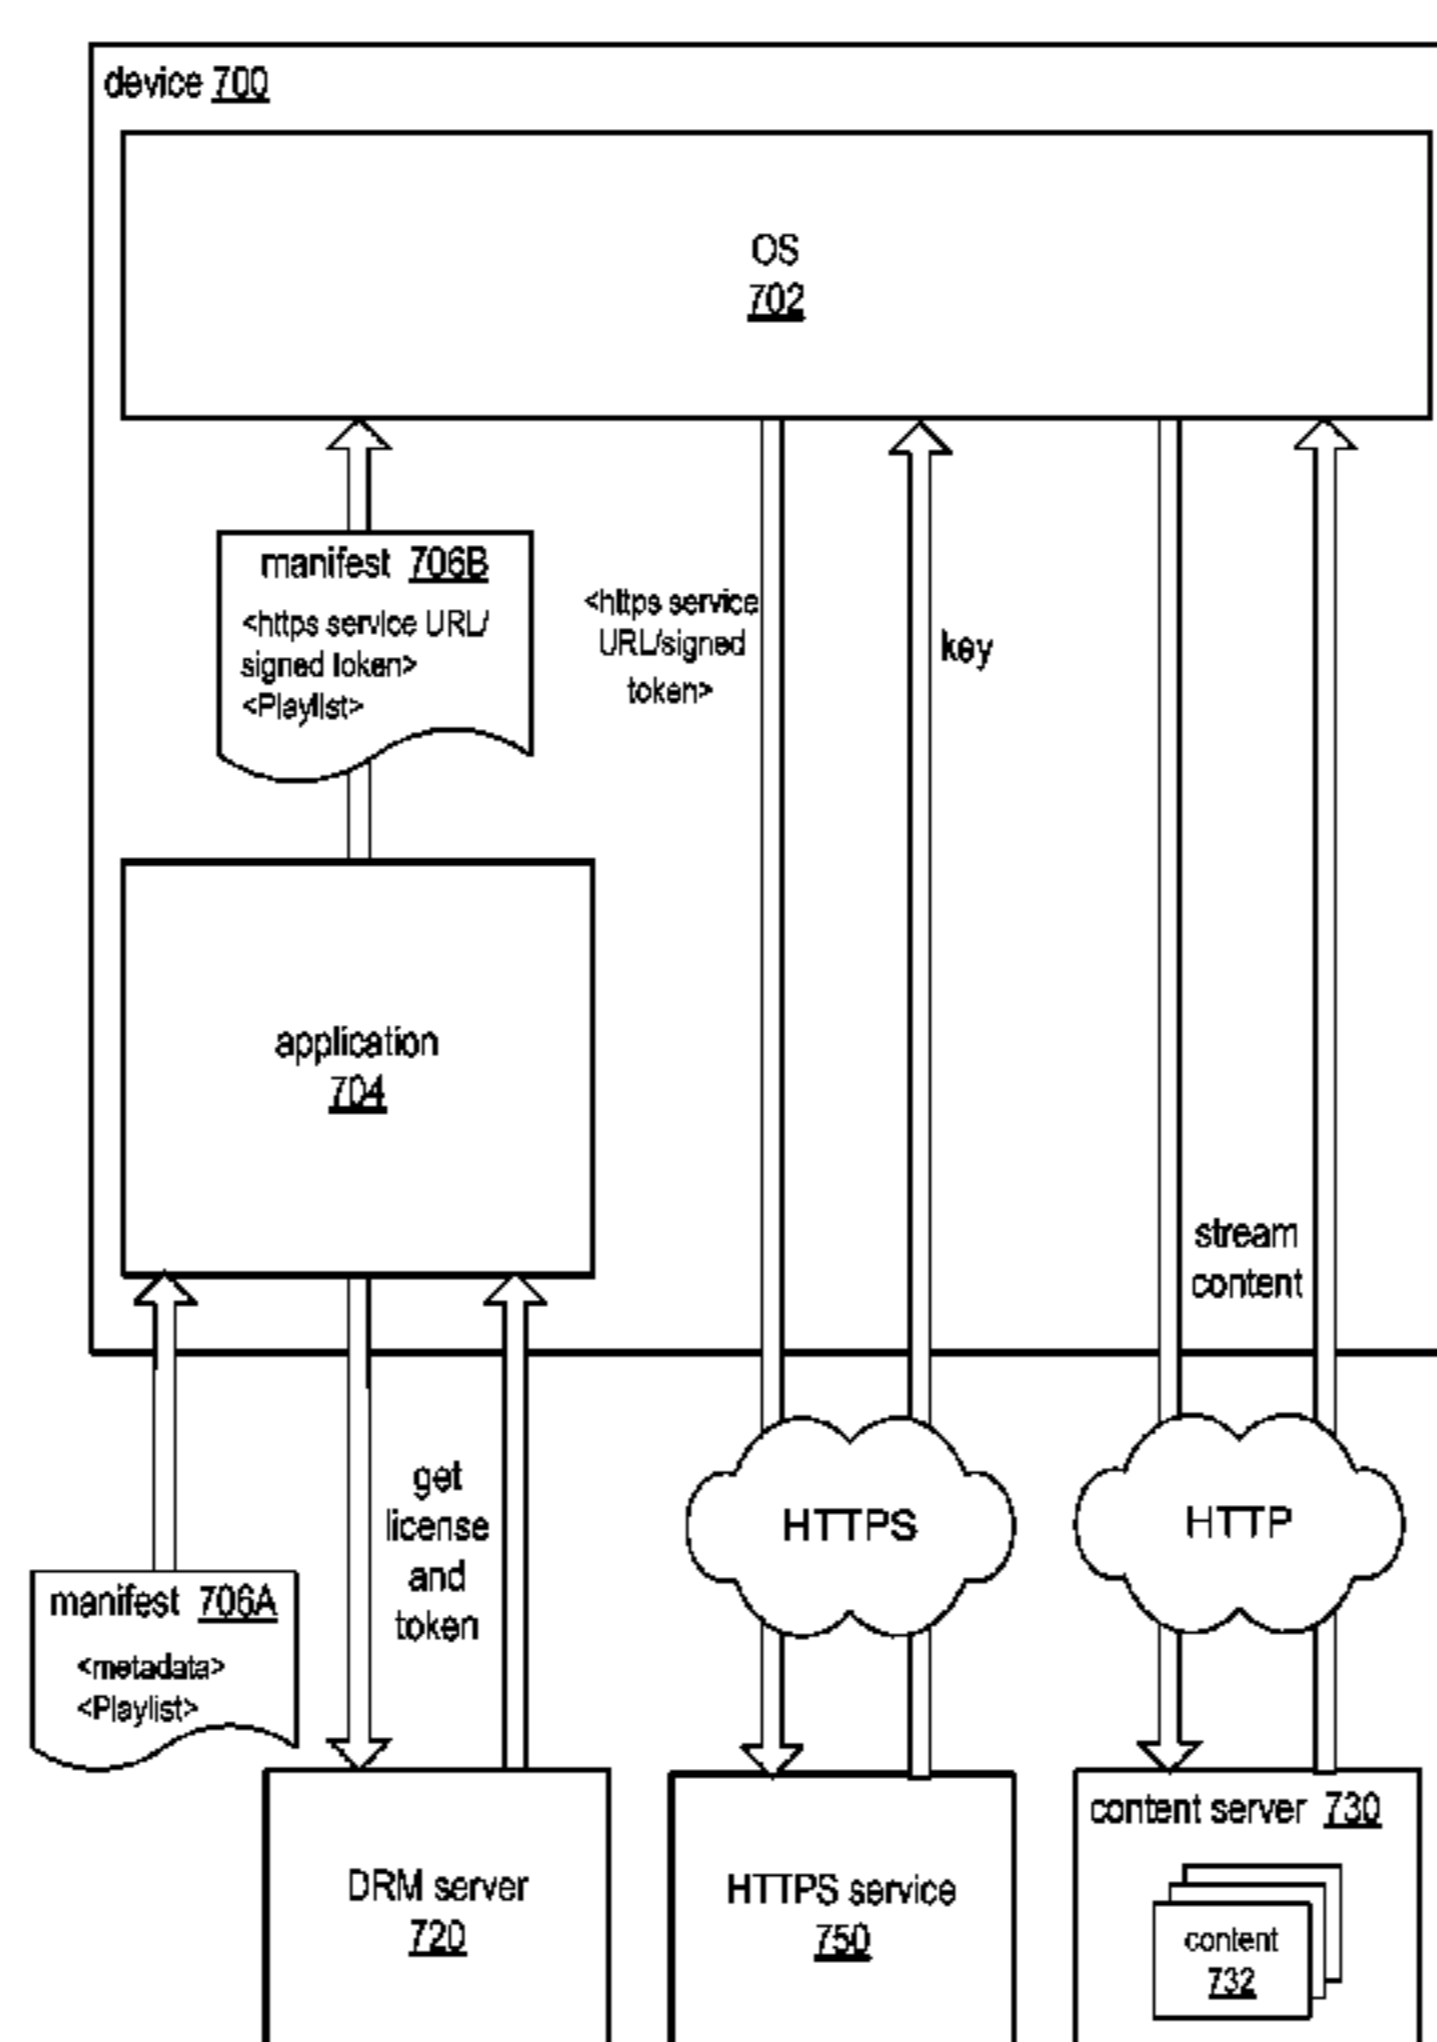 device 700
OS
702
manifest 706B
<https service URL/
signed token>
<Playlist>
<https service
URL/signed
token>
key
application
704
stream
content
get
license
and
token
HTTPS
HTTP
manifest 706A
<metadata>
<Playlist>
DRM server
720
HTTPS service
750
content server 730
content
732